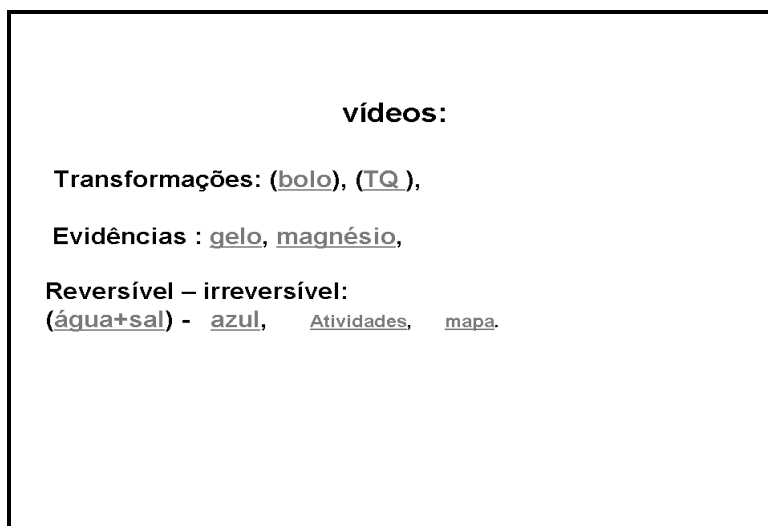 vídeos:
Transformações: (bolo), (TQ ),
Evidências : gelo, magnésio,
Reversível – irreversível:
(água+sal) - azul, Atividades, mapa.